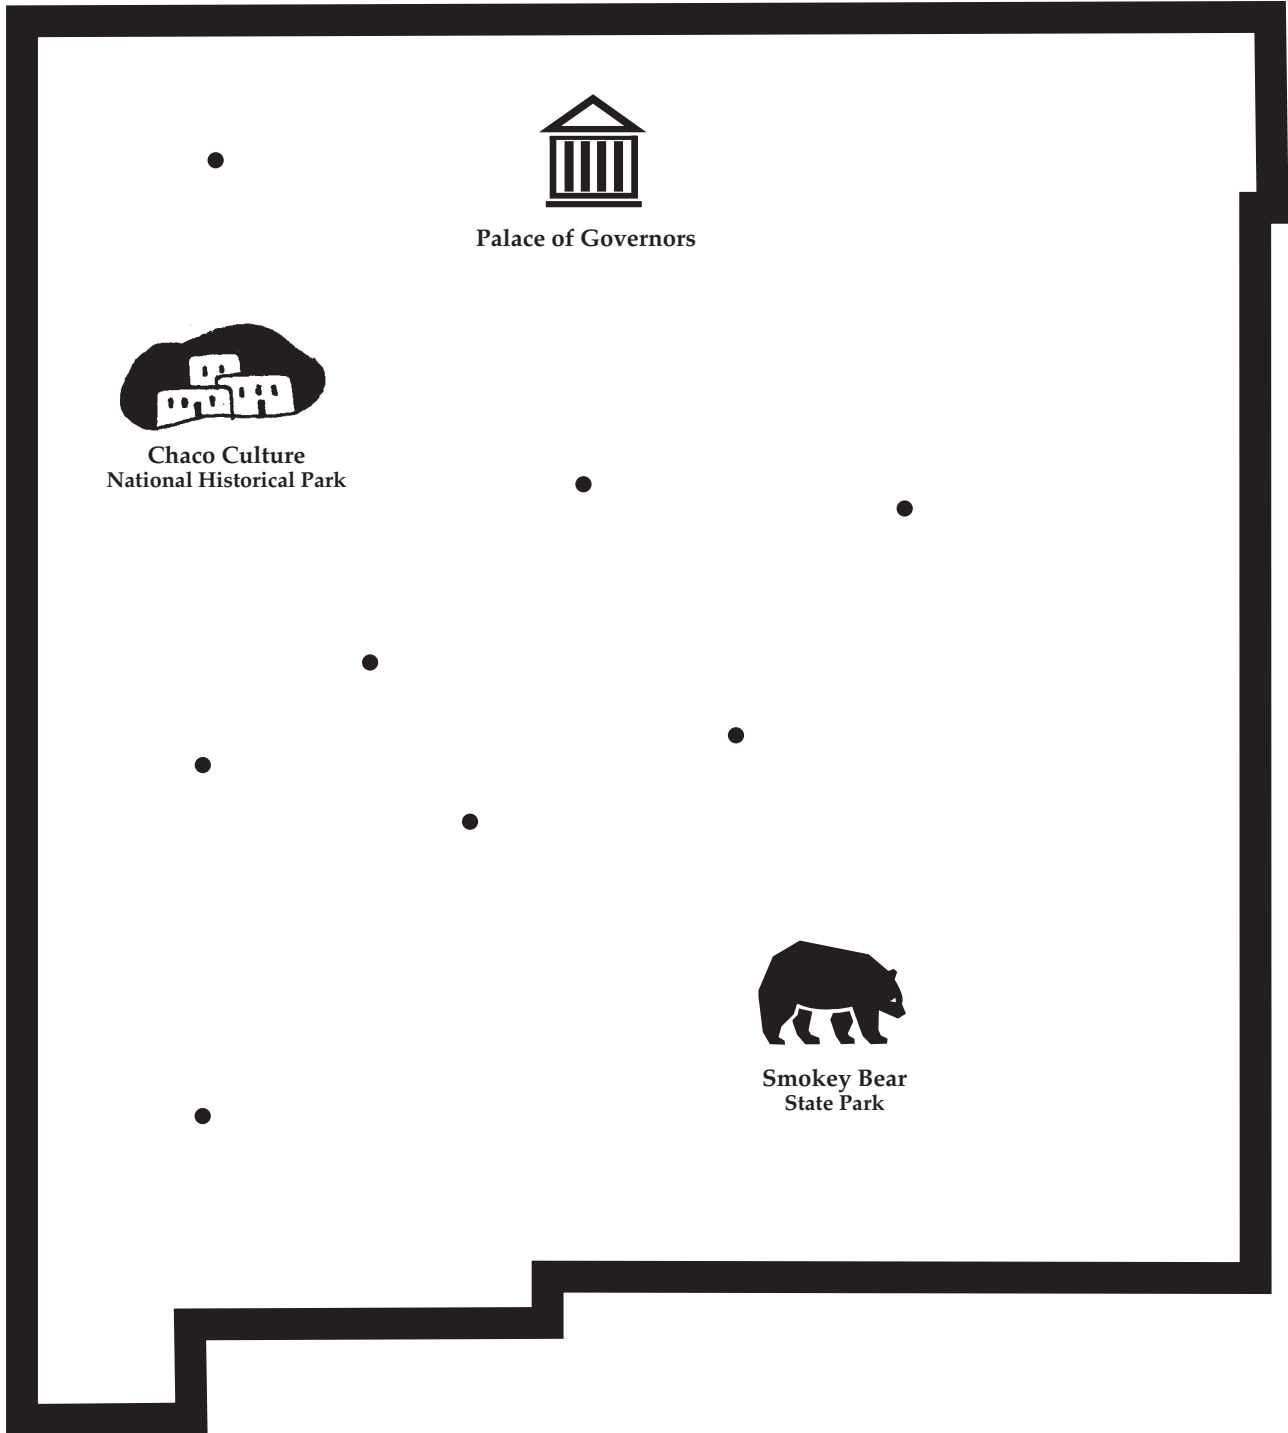 Palace of Governors
Chaco Culture
National Historical Park
Smokey Bear
State Park